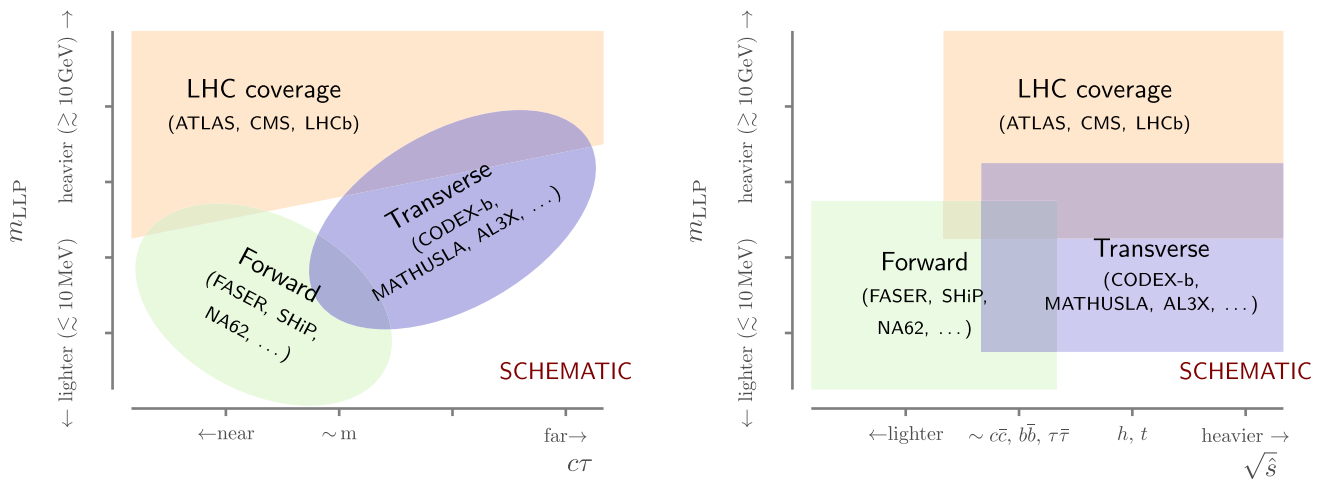 m_LLP
← lighter (≲ 10 MeV)
heavier (≳ 10 GeV) →
LHC coverage
(ATLAS, CMS, LHCb)
Transverse
(CODEX-b,
MATHUSLA, AL3X, ...)
Forward
(FASER, SHiP,
NA62, ...)
SCHEMATIC
←near
∼ m
far→
cτ
m_LLP
← lighter (≲ 10 MeV)
heavier (≳ 10 GeV) →
LHC coverage
(ATLAS, CMS, LHCb)
Forward
(FASER, SHiP,
NA62, ...)
Transverse
(CODEX-b,
MATHUSLA, AL3X, ...)
SCHEMATIC
←lighter
∼ cc̄, bb̄, ττ̄
h, t
heavier →
√ŝ